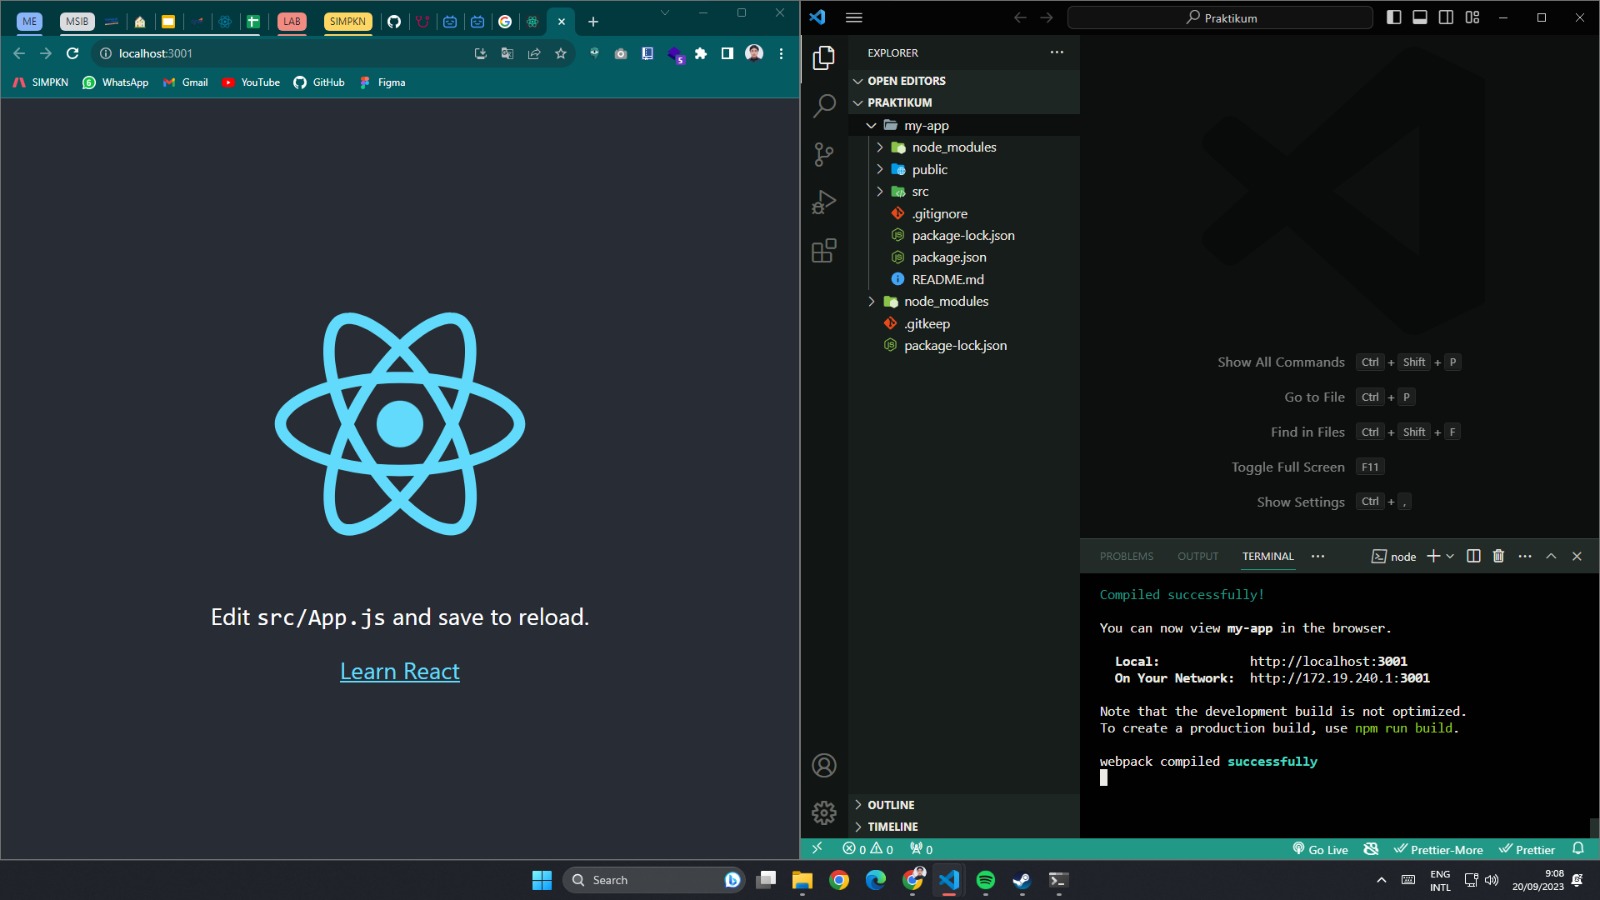 ME MSIB LAB SIMPKN
localhost:3001
SIMPKN WhatsApp Gmail YouTube GitHub Figma
5
Edit src/App.js and save to reload.
Learn React
Praktikum
EXPLORER
OPEN EDITORS
PRAKTIKUM
my-app
node_modules
public
src
.gitignore
package-lock.json
package.json
README.md
node_modules
.gitkeep
package-lock.json
OUTLINE
TIMELINE
Show All Commands Ctrl + Shift + P
Go to File Ctrl + P
Find in Files Ctrl + Shift + F
Toggle Full Screen F11
Show Settings Ctrl + ,
PROBLEMS OUTPUT TERMINAL node
Compiled successfully!
You can now view my-app in the browser.
Local: http://localhost:3001
On Your Network: http://172.19.240.1:3001
Note that the development build is not optimized.
To create a production build, use npm run build.
webpack compiled successfully
0 0 0 Go Live Prettier-More Prettier
Search
ENG
INTL
9:08
20/09/2023